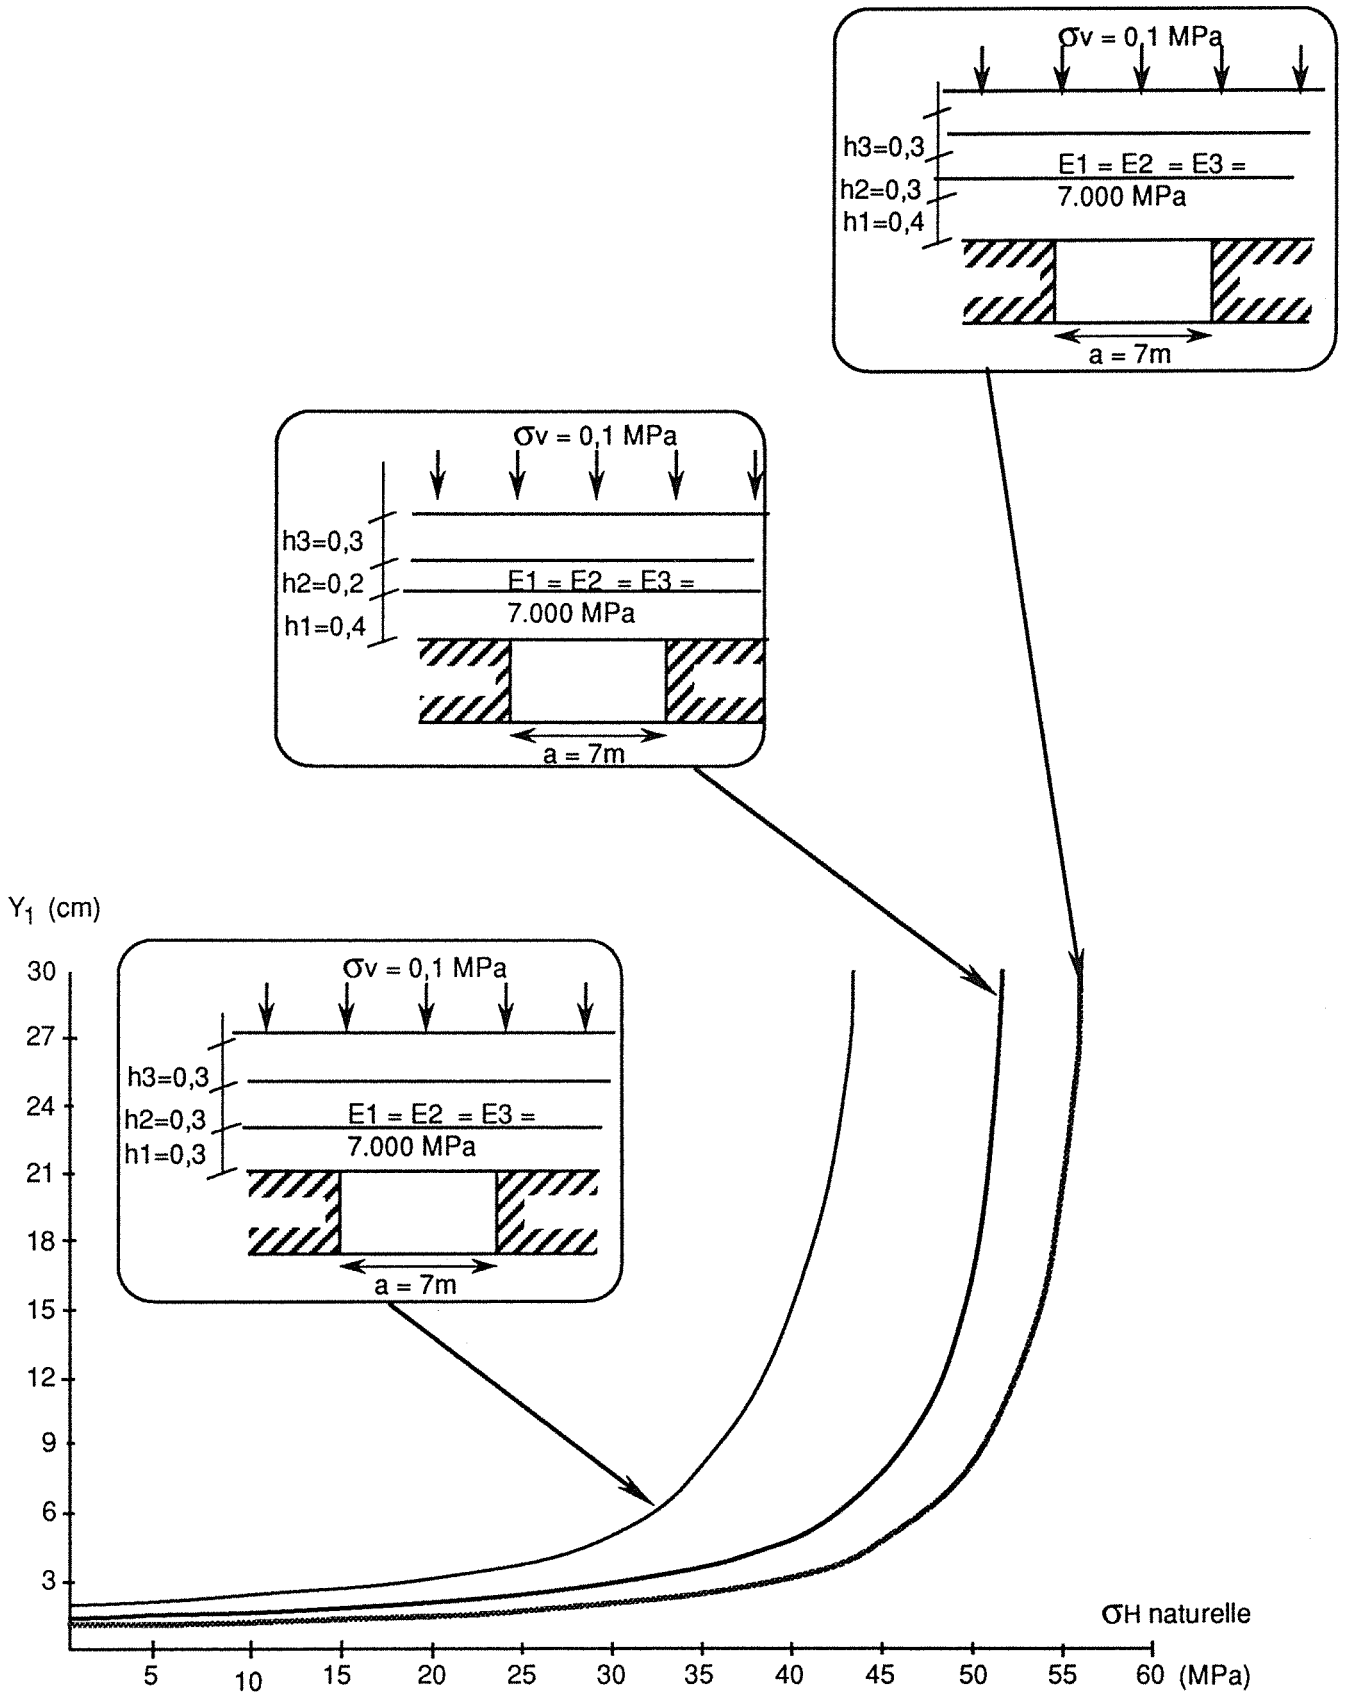 σv = 0,1 MPa
h3=0,3
E1 = E2 = E3 =
h2=0,3
7.000 MPa
h1=0,4
a = 7m
σv = 0,1 MPa
h3=0,3
h2=0,2
E1 = E2 = E3 =
7.000 MPa
h1=0,4
a = 7m
Y1 (cm)
σv = 0,1 MPa
h3=0,3
h2=0,3
E1 = E2 = E3 =
7.000 MPa
h1=0,3
a = 7m
30
27
24
21
18
15
12
9
6
3
σH naturelle
5 10 15 20 25 30 35 40 45 50 55 60 (MPa)